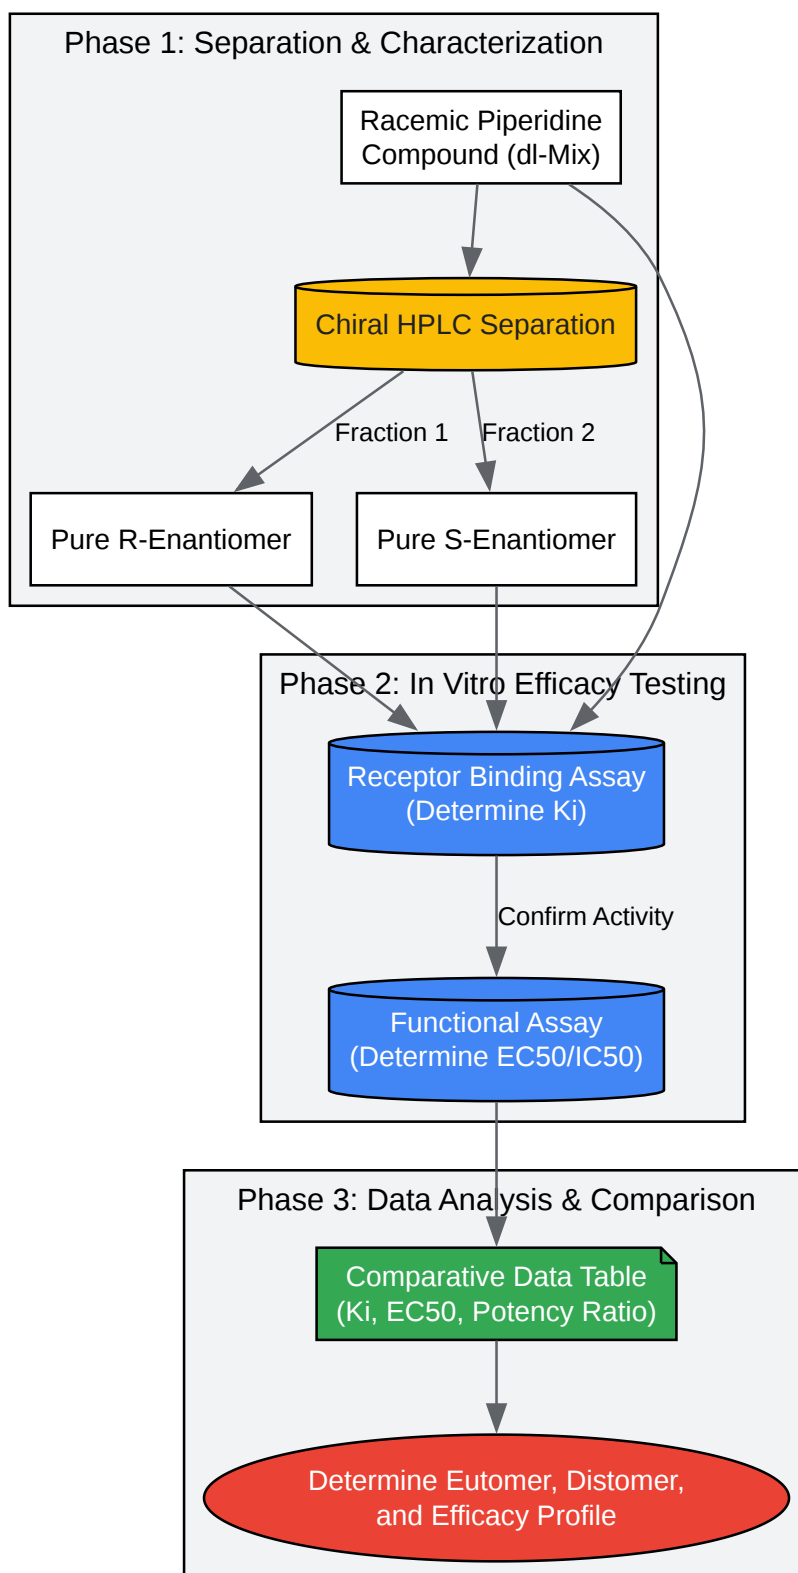 Phase 1: Separation & Characterization
Racemic Piperidine
Compound (dl-Mix)
Chiral HPLC Separation
Fraction 1
Fraction 2
Pure R-Enantiomer
Pure S-Enantiomer
Phase 2: In Vitro Efficacy Testing
Receptor Binding Assay
(Determine Ki)
Confirm Activity
Functional Assay
(Determine EC50/IC50)
Phase 3: Data Analysis & Comparison
Comparative Data Table
(Ki, EC50, Potency Ratio)
Determine Eutomer, Distomer,
and Efficacy Profile